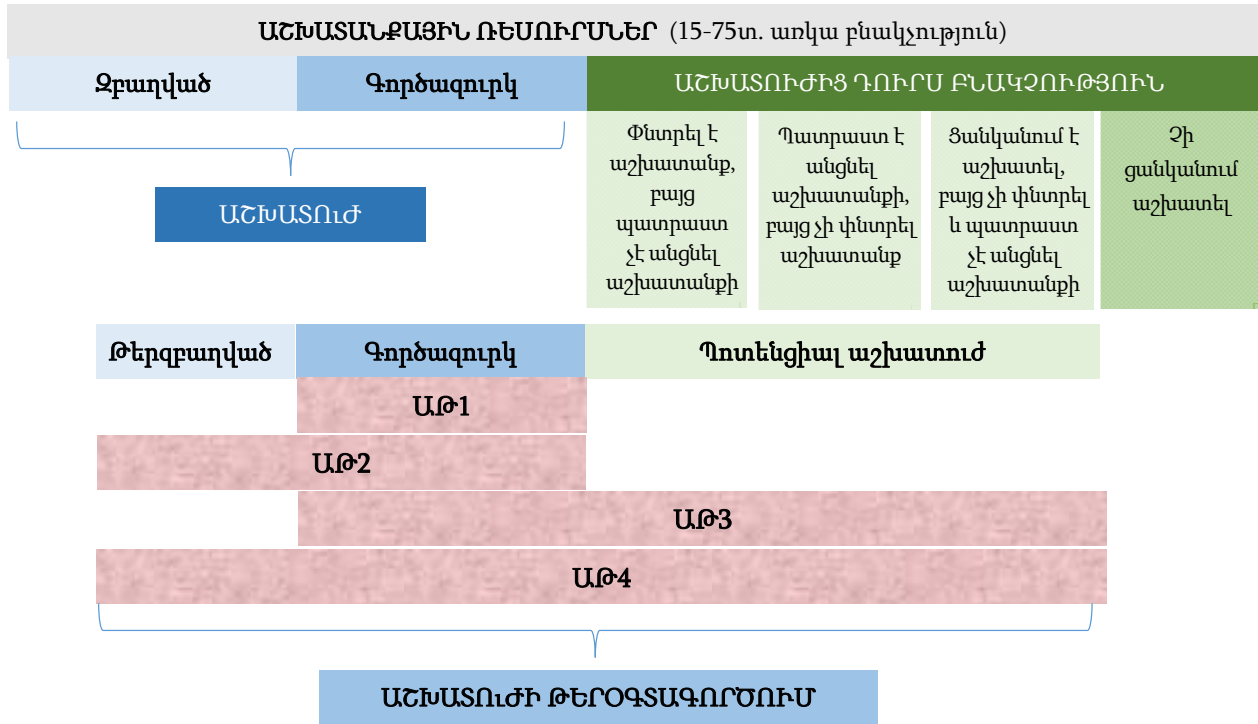 ԱՇԽԱՏԱՆՔԱՅԻՆ ՌԵՍՈՒՐՍՆԵՐ (15-75տ. առկա բնակչություն)
Զբաղված
Գործազուրկ
ԱՇԽԱՏՈՒԺԻՑ ԴՈՒՐՍ ԲՆԱԿՉՈՒԹՅՈՒՆ
Փնտրել է
աշխատանք,
բայց
պատրաստ
չէ անցնել
աշխատանքի
Պատրաստ է
անցնել
աշխատանքի,
բայց չի փնտրել
աշխատանք
Ցանկանում է
աշխատել,
բայց չի փնտրել
և պատրաստ
չէ անցնել
աշխատանքի
Չի
ցանկանում
աշխատել
ԱՇԽԱՏՈւԺ
Թերզբաղված
Գործազուրկ
Պոտենցիալ աշխատուժ
ԱԹ1
ԱԹ2
ԱԹ3
ԱԹ4
ԱՇԽԱՏՈւԺԻ ԹԵՐՕԳՏԱԳՈՐԾՈՒՄ